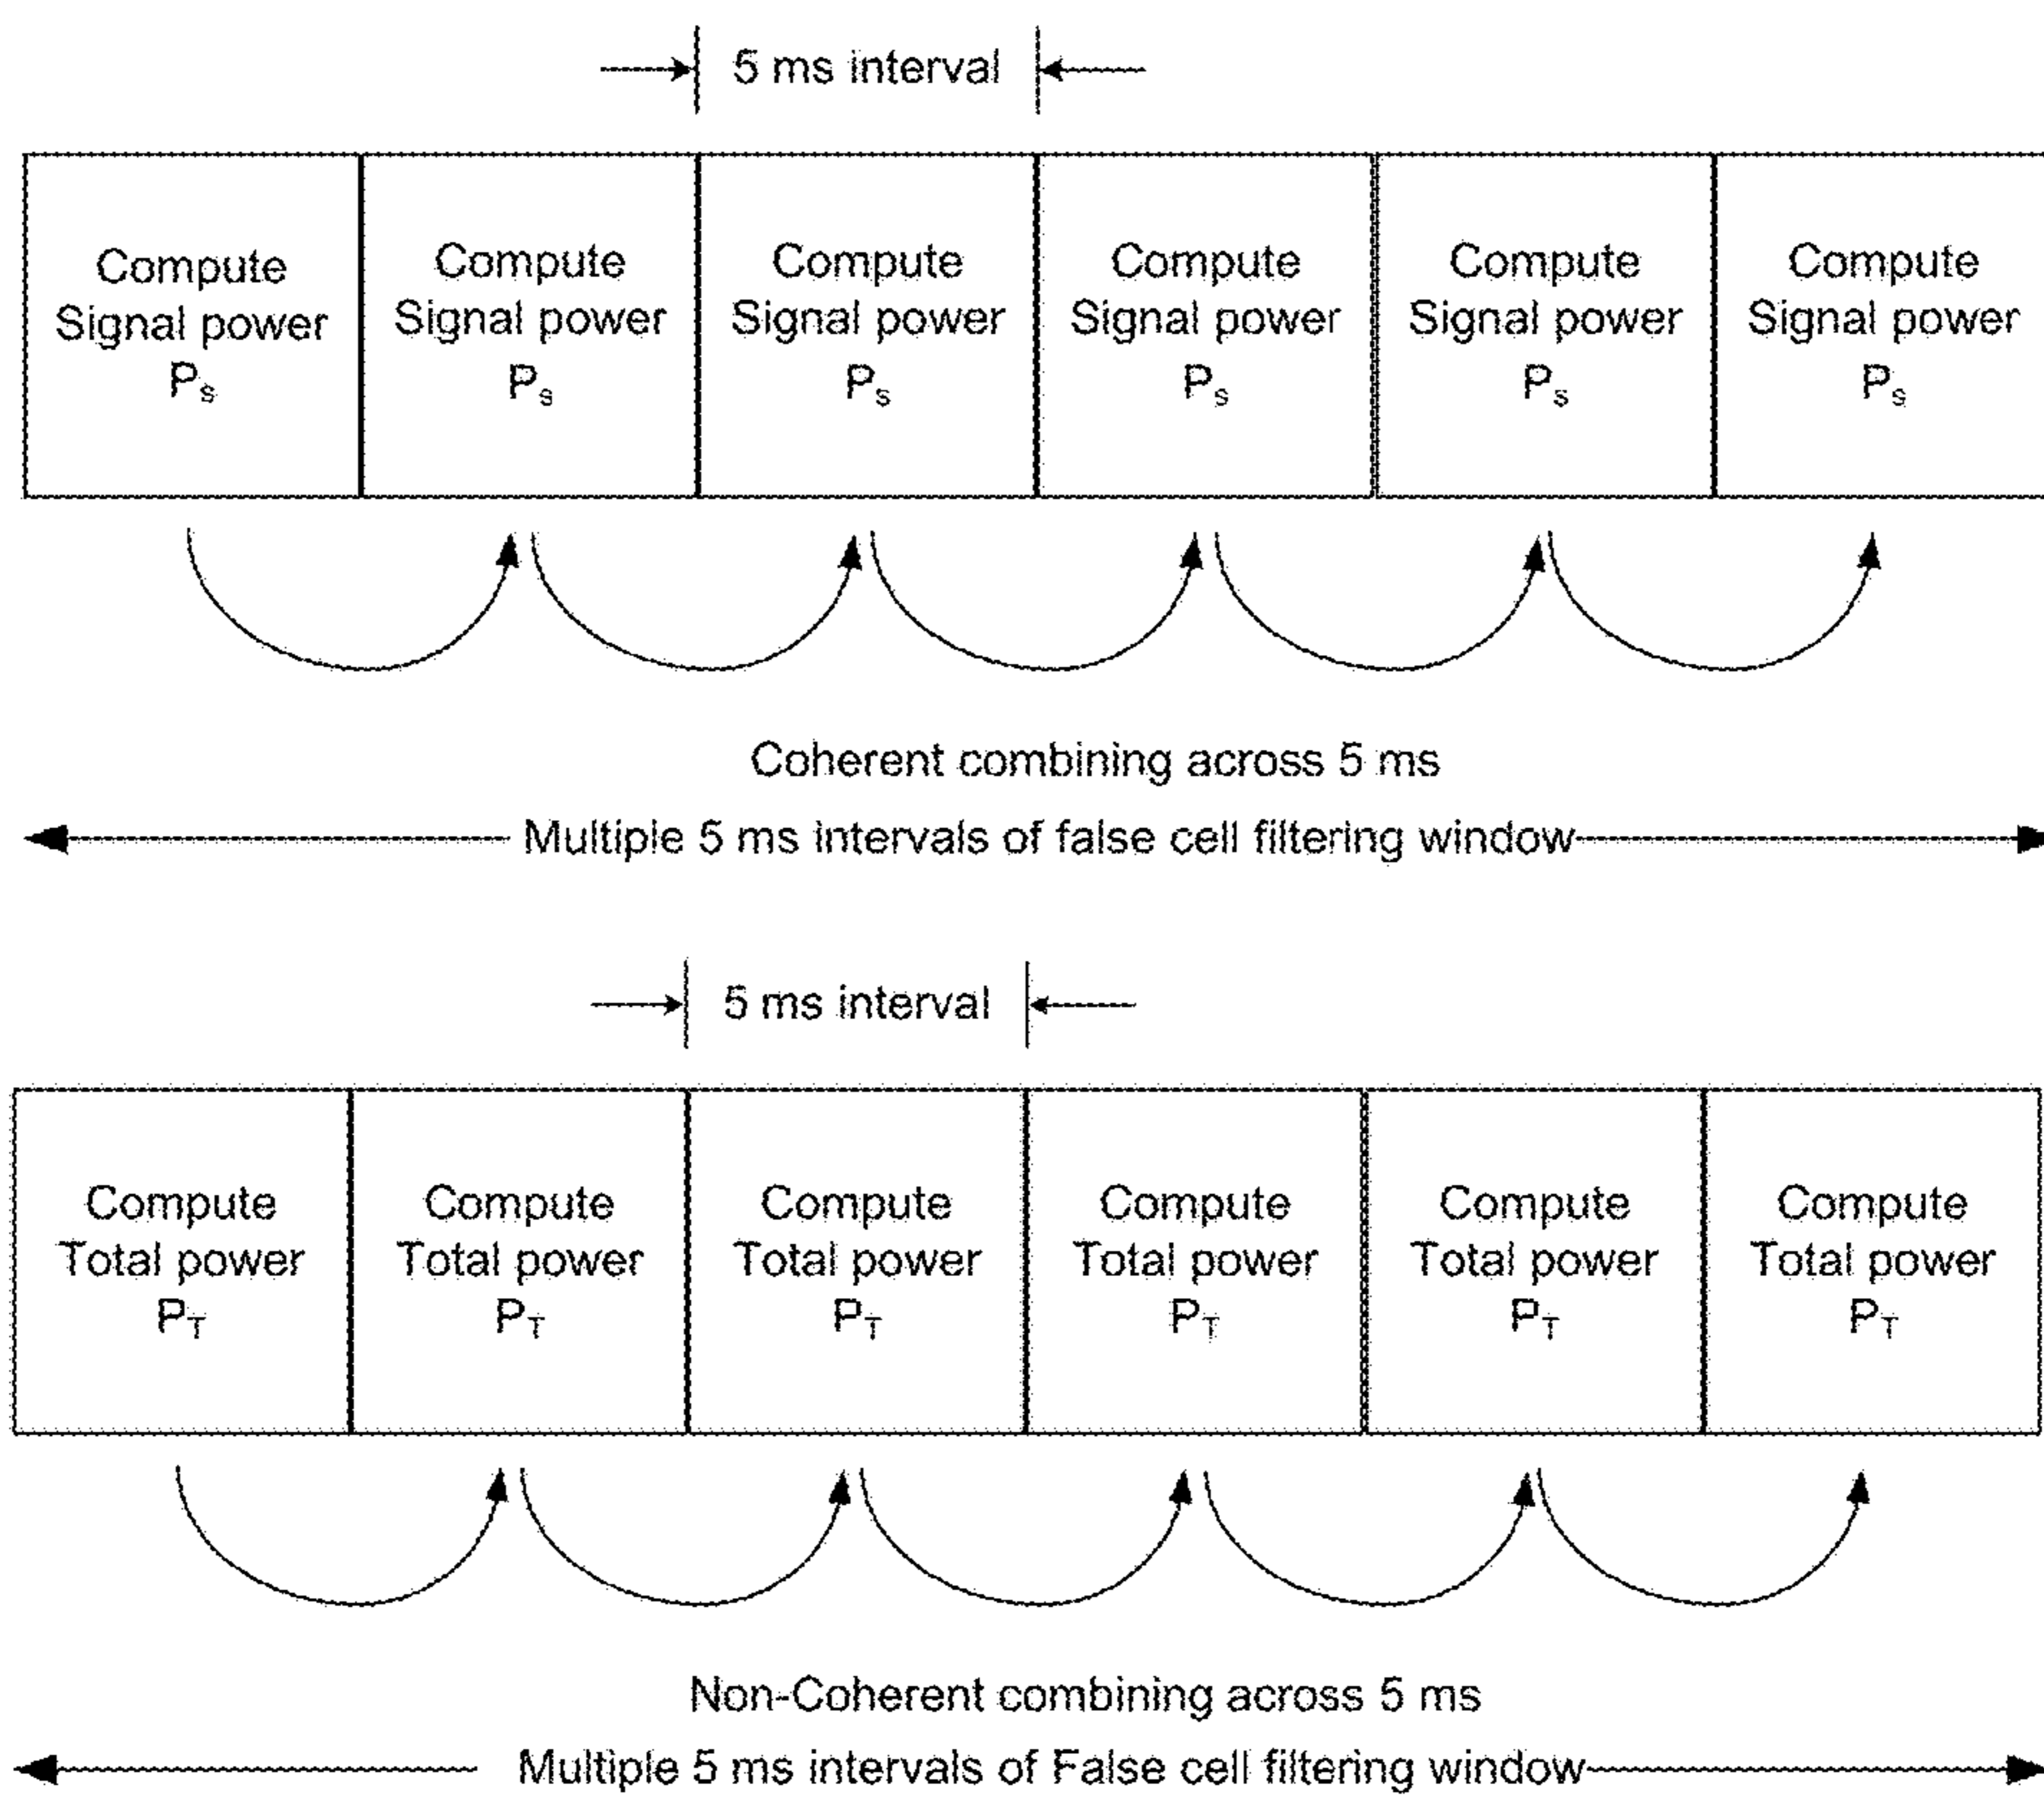 5 ms interval
Compute
Signal power
Ps
Compute
Signal power
Ps
Compute
Signal power
Ps
Compute
Signal power
Ps
Compute
Signal power
Ps
Compute
Signal power
Ps
Coherent combining across 5 ms
Multiple 5 ms intervals of false cell filtering window
5 ms interval
Compute
Total power
PT
Compute
Total power
PT
Compute
Total power
PT
Compute
Total power
PT
Compute
Total power
PT
Compute
Total power
PT
Non-Coherent combining across 5 ms
Multiple 5 ms intervals of False cell filtering window